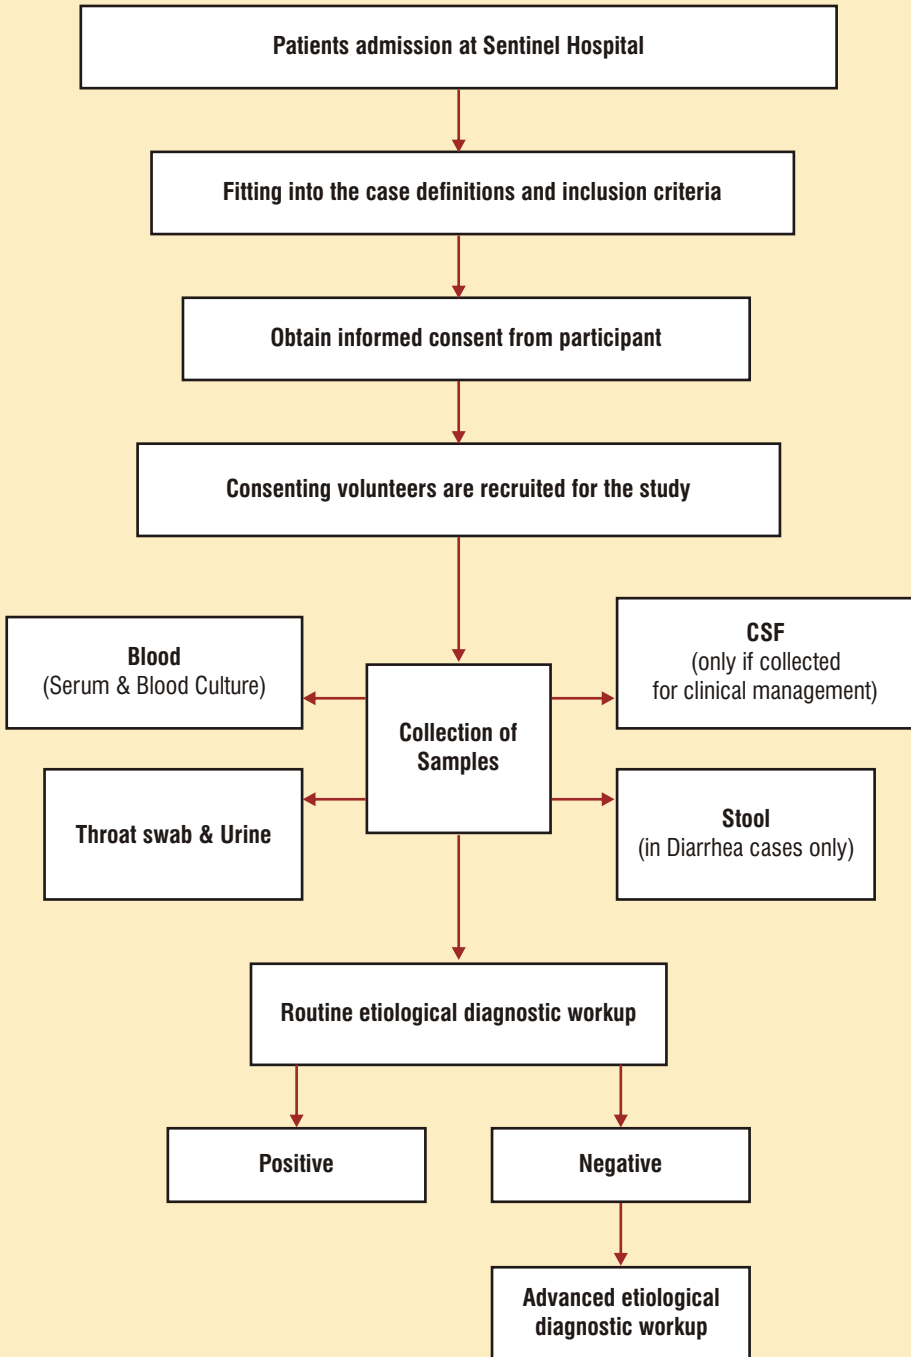 Patients admission at Sentinel Hospital
Fitting into the case definitions and inclusion criteria
Obtain informed consent from participant
Consenting volunteers are recruited for the study
Blood
(Serum & Blood Culture)
CSF
(only if collected
for clinical management)
Collection of
Samples
Throat swab & Urine
Stool
(in Diarrhea cases only)
Routine etiological diagnostic workup
Positive
Negative
Advanced etiological
diagnostic workup